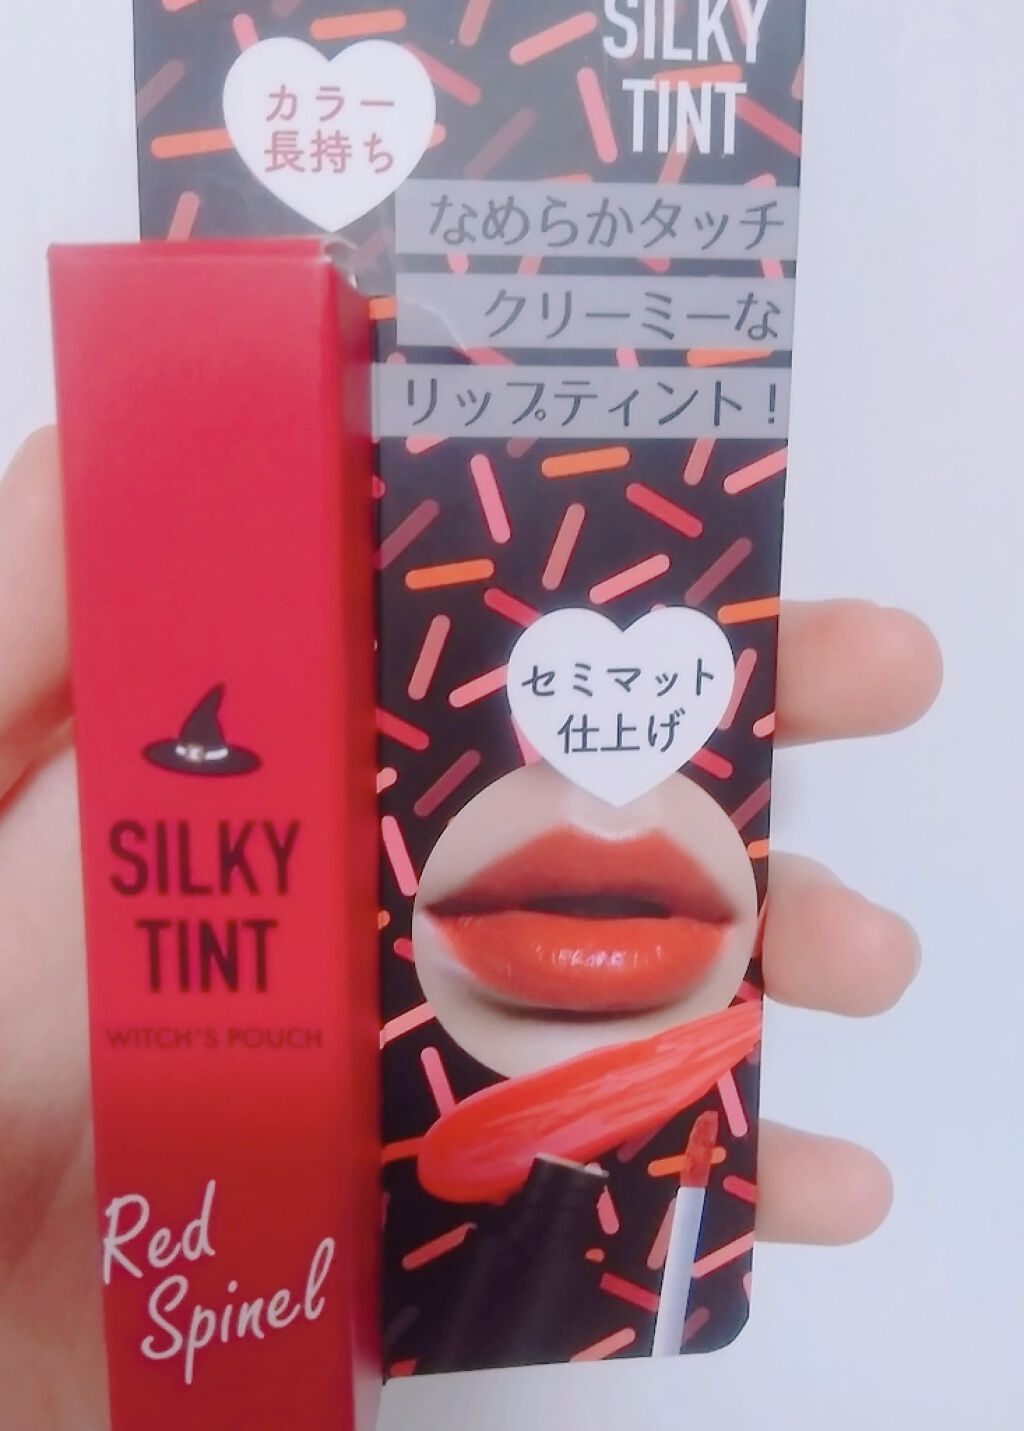 SILKY
TINT
カラー
長持ち
なめらかタッチ
クリーミーな
リップティント！
セミマット
仕上げ
SILKY
TINT
WITCH'S POUCH
Red
Spinel